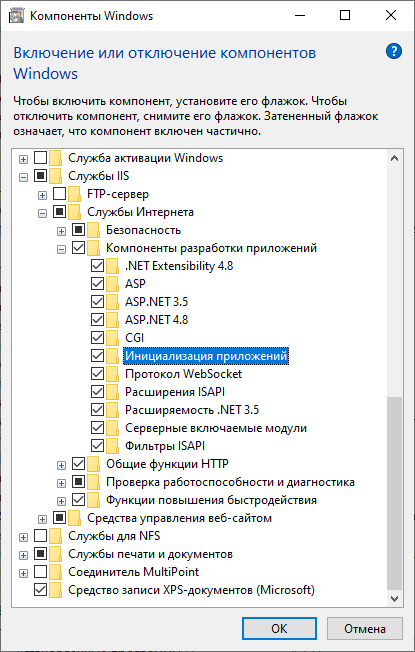 Компоненты Windows
Включение или отключение компонентов
Windows
?
Чтобы включить компонент, установите его флажок. Чтобы
отключить компонент, снимите его флажок. Затененный флажок
означает, что компонент включен частично.
Служба активации Windows
Службы IIS
FTP-сервер
Службы Интернета
Безопасность
Компоненты разработки приложений
.NET Extensibility 4.8
ASP
ASP.NET 3.5
ASP.NET 4.8
CGI
Инициализация приложений
Протокол WebSocket
Расширения ISAPI
Расширяемость .NET 3.5
Серверные включаемые модули
Фильтры ISAPI
Общие функции HTTP
Проверка работоспособности и диагностика
Функции повышения быстродействия
Средства управления веб-сайтом
Службы для NFS
Службы печати и документов
Соединитель MultiPoint
Средство записи XPS-документов (Microsoft)
OK
Отмена